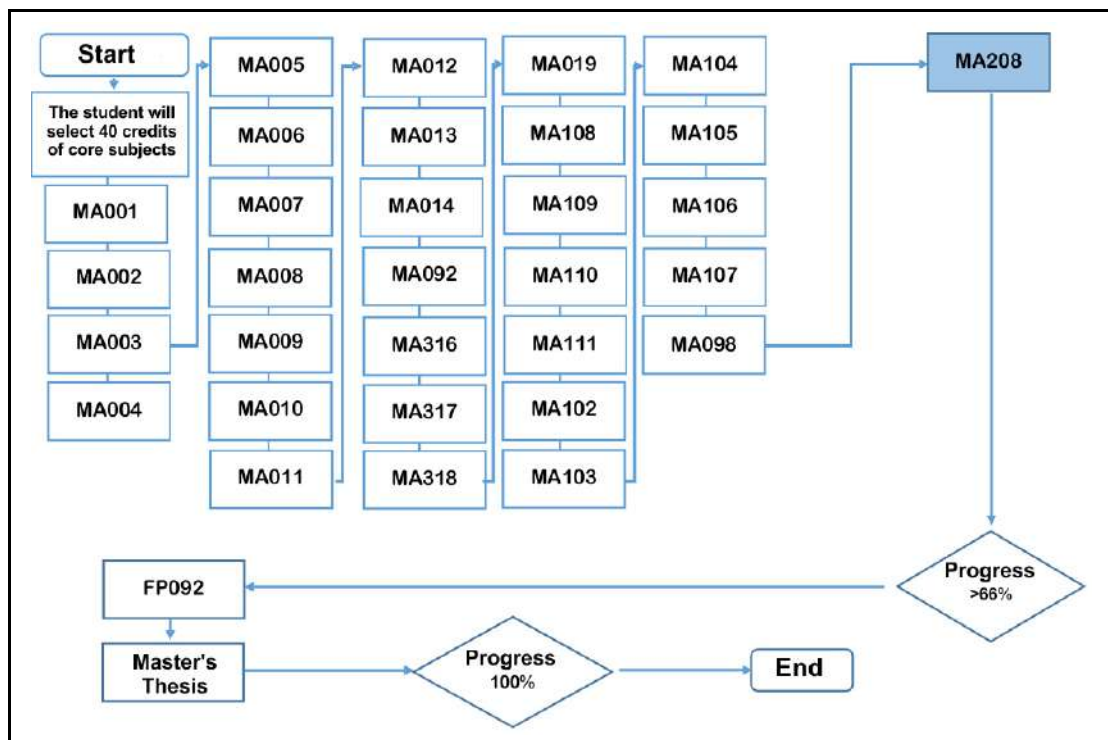 Start
The student will
select 40 credits
of core subjects
MA001
MA002
MA003
MA004
MA005
MA006
MA007
MA008
MA009
MA010
MA011
MA012
MA013
MA014
MA092
MA316
MA317
MA318
MA019
MA108
MA109
MA110
MA111
MA102
MA103
MA104
MA105
MA106
MA107
MA098
MA208
Progress
>66%
FP092
Master's
Thesis
Progress
100%
End